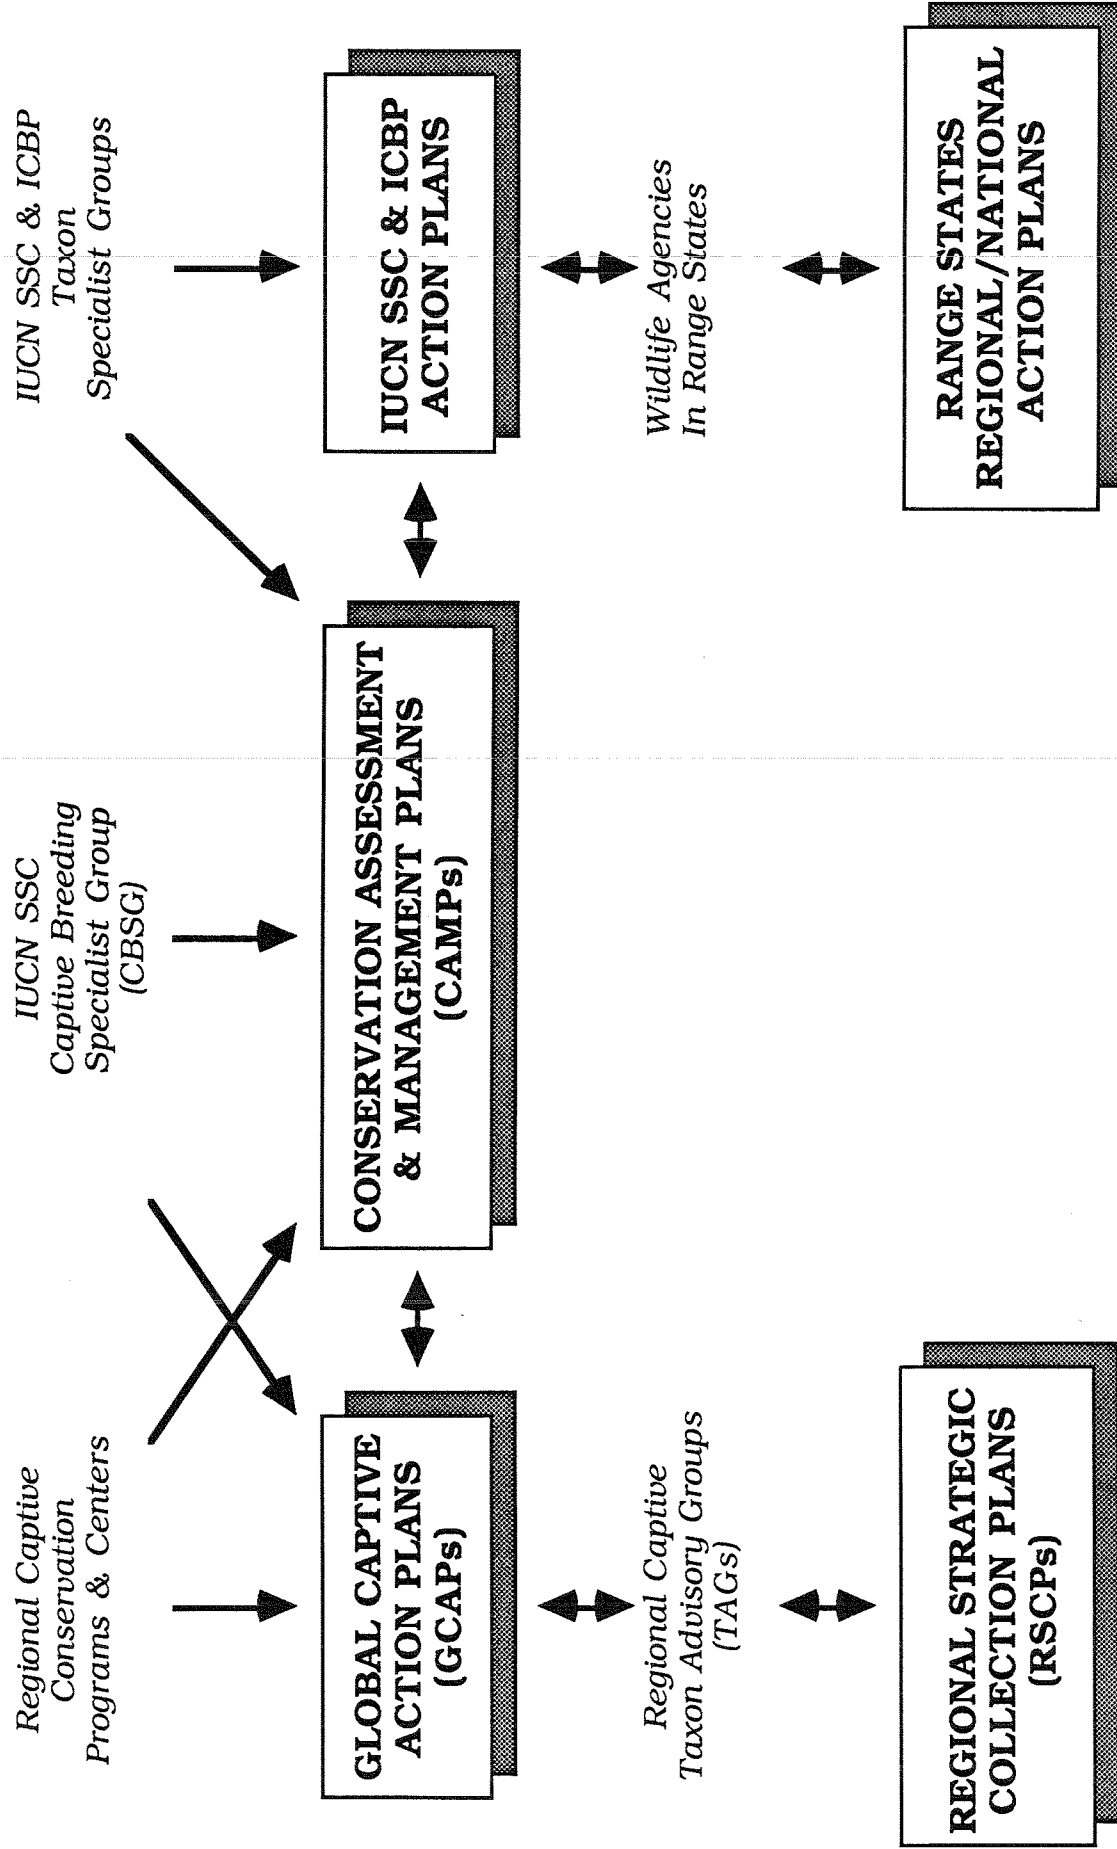 Regional Captive
Conservation
Programs & Centers
IUCN SSC
Captive Breeding
Specialist Group
(CBSG)
IUCN SSC & ICBP
Taxon
Specialist Groups
GLOBAL CAPTIVE
ACTION PLANS
(GCAPs)
CONSERVATION ASSESSMENT
& MANAGEMENT PLANS
(CAMPs)
IUCN SSC & ICBP
ACTION PLANS
Regional Captive
Taxon Advisory Groups
(TAGs)
Wildlife Agencies
In Range States
REGIONAL STRATEGIC
COLLECTION PLANS
(RSCPs)
RANGE STATES
REGIONAL/NATIONAL
ACTION PLANS